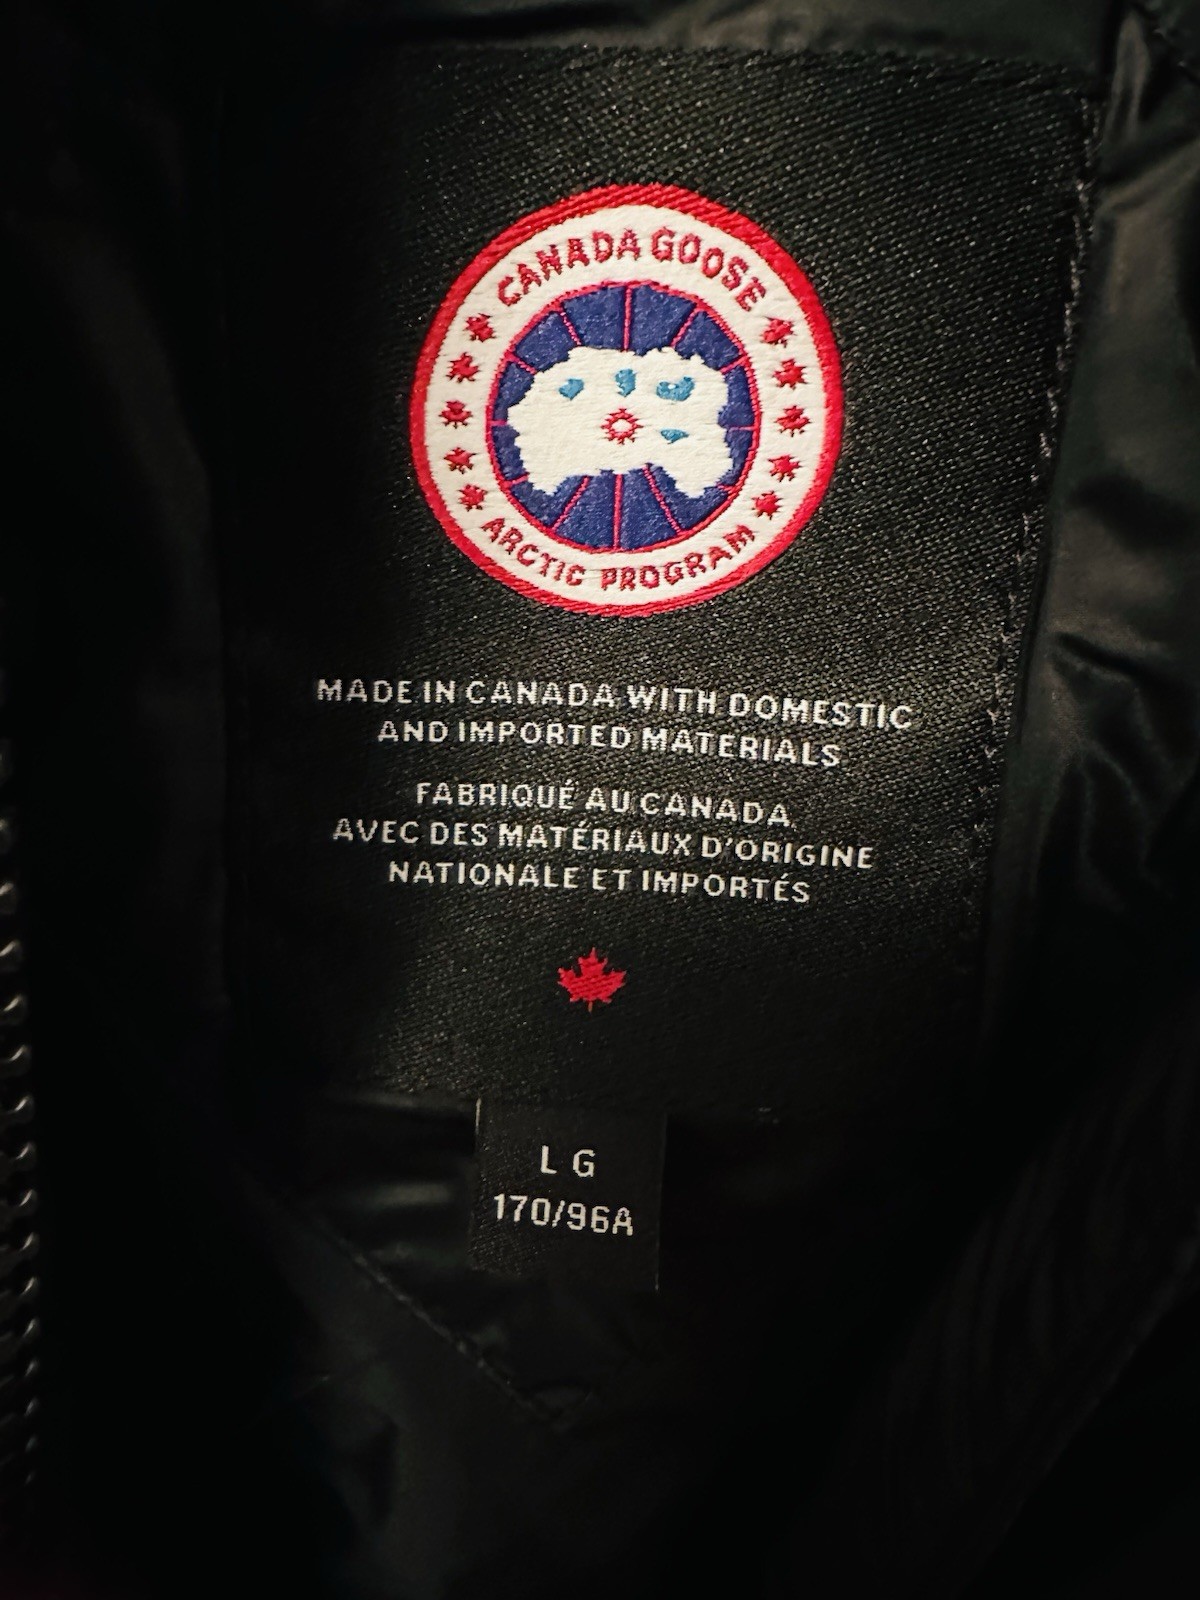 CANADA GOOSE
ARCTIC PROGRAM
MADE IN CANADA WITH DOMESTIC
AND IMPORTED MATERIALS
FABRIQUÉ AU CANADA
AVEC DES MATÉRIAUX D'ORIGINE
NATIONALE ET IMPORTÉS
LG
170/96A